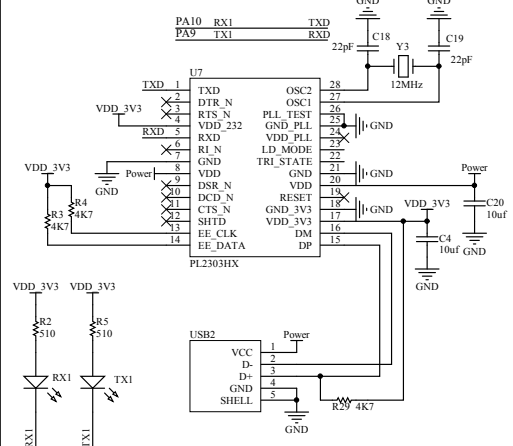 GND GND
PA10 RX1 TXD
PA9 TX1 RXD
C18 C19
22pF Y3 22pF
12MHz
U7
TXD 1 TXD OSC2 28
2 DTR_N OSC1 27
3 RTS_N PLL_TEST 26
VDD_3V3 4 VDD_232 GND_PLL 25 GND
RXD 5 RXD VDD_PLL 24
6 RI_N LD_MODE 23
7 GND TRI_STATE 22
GND
Power 8 VDD GND 21 GND
9 DSR_N VDD 20 Power
10 DCD_N RESET 19
11 CTS_N GND_3V3 18 GND
12 SHTD VDD_3V3 17 VDD_3V3
13 EE_CLK DM 16
14 EE_DATA DP 15
PL2303HX
VDD_3V3
R4
4K7
R3
4K7
C20
10uf
GND
C4
10uf
GND
VDD_3V3 VDD_3V3
R2 R5
510 510
RX1 TX1
RX1 TX1
USB2
VCC 1 Power
D- 2
D+ 3
GND 4
SHELL 5
GND
R29 4K7